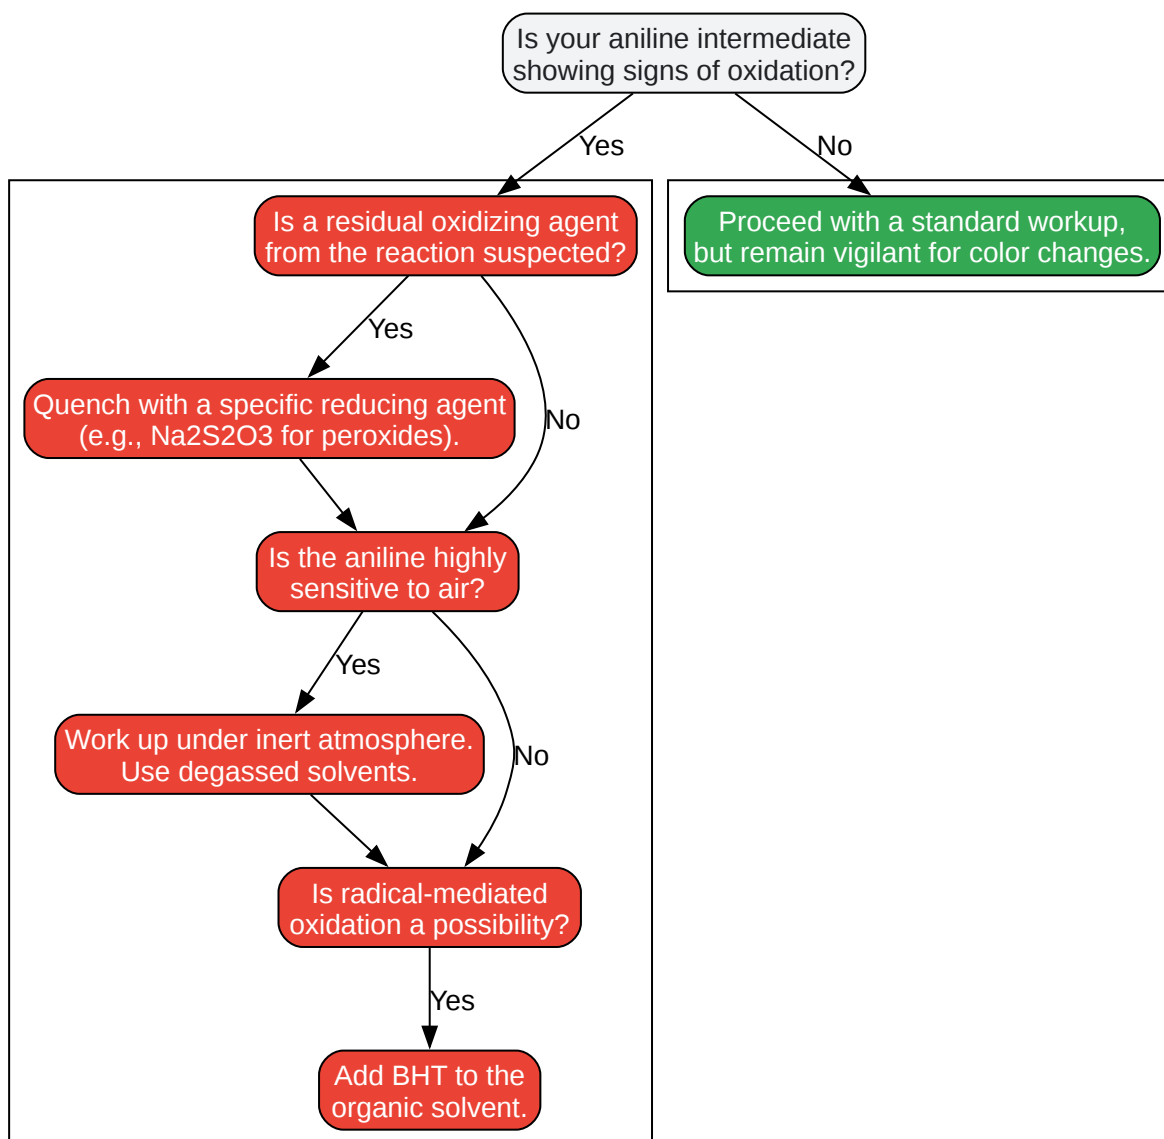 Is your aniline intermediate
showing signs of oxidation?
Yes
No
Is a residual oxidizing agent
from the reaction suspected?
Proceed with a standard workup,
but remain vigilant for color changes.
Yes
Quench with a specific reducing agent
(e.g., Na2S2O3 for peroxides).
No
Is the aniline highly
sensitive to air?
Yes
Work up under inert atmosphere.
Use degassed solvents.
No
Is radical-mediated
oxidation a possibility?
Yes
Add BHT to the
organic solvent.